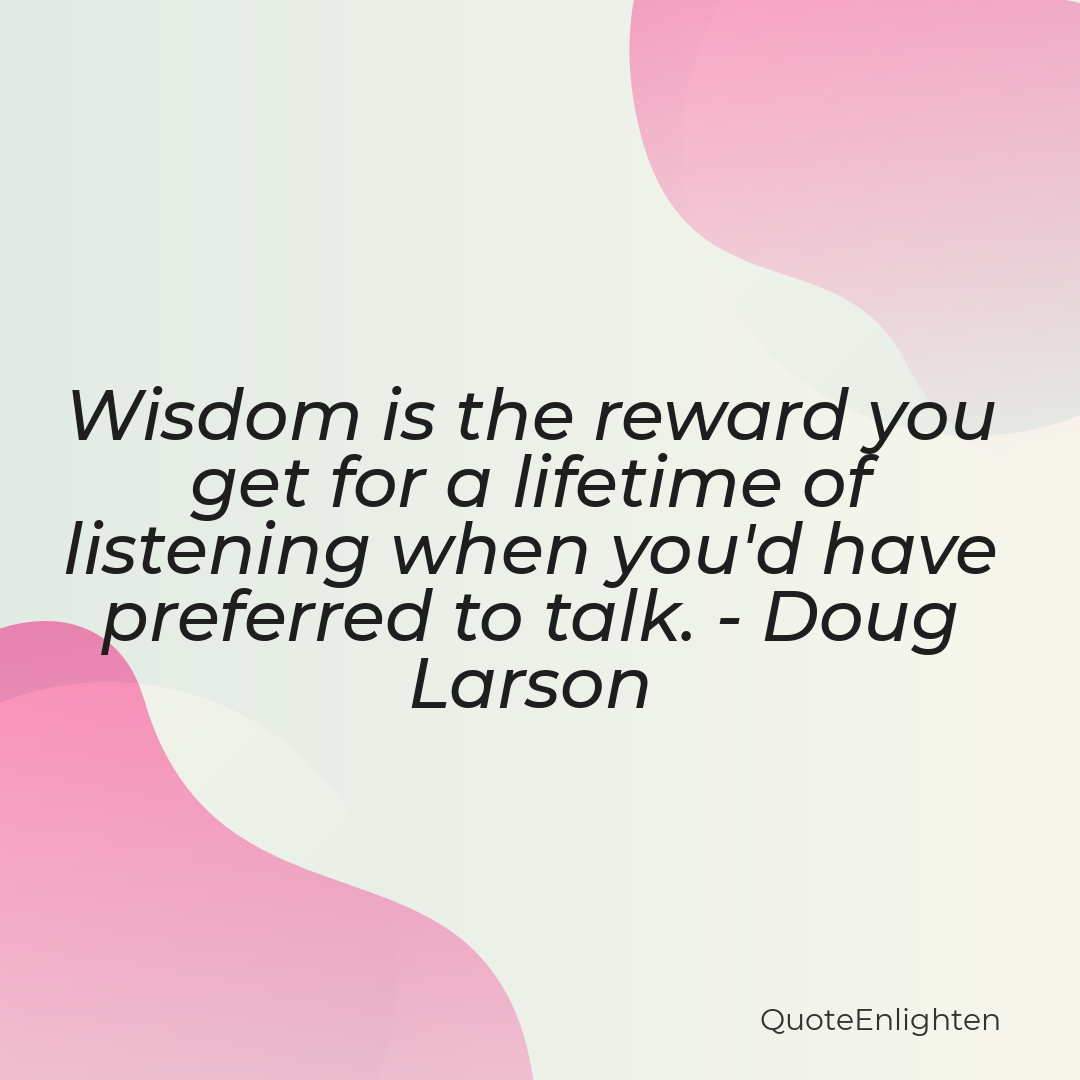 Wisdom is the reward you
get for a lifetime of
listening when you'd have
preferred to talk. - Doug
Larson
QuoteEnlighten